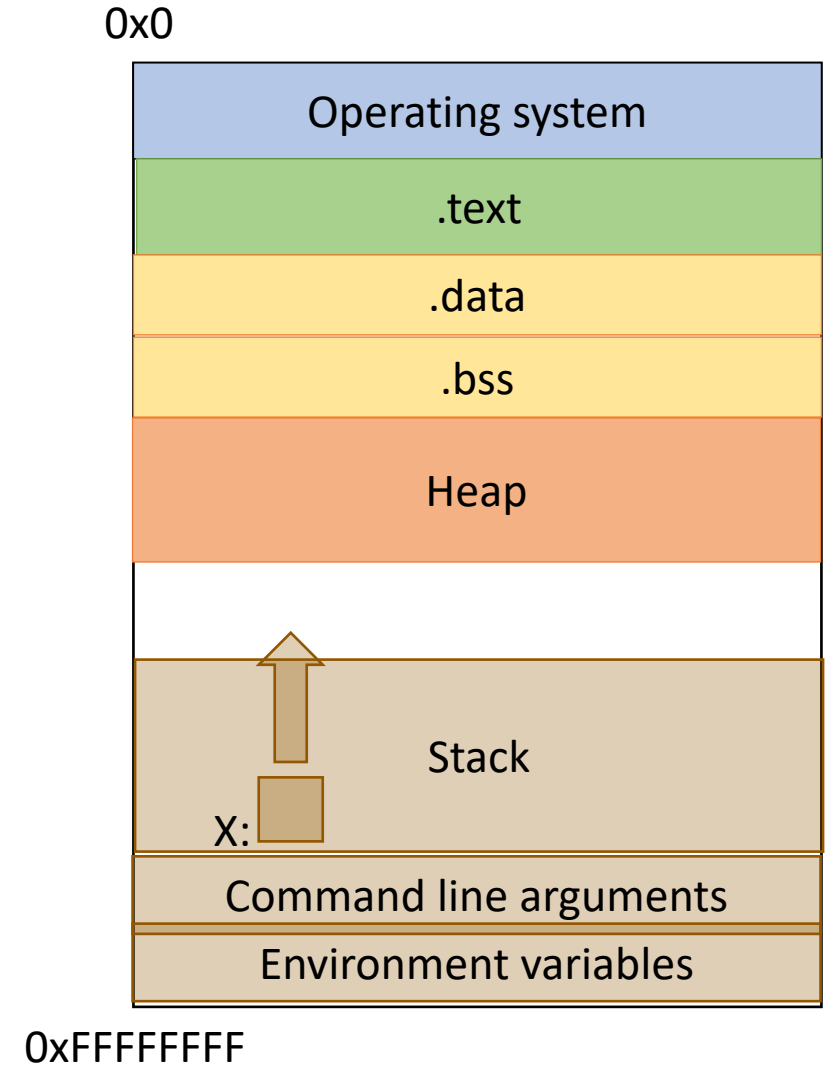 0x0
Operating system
.text
.data
.bss
Heap
Stack
X:
Command line arguments
Environment variables
0xFFFFFFFF